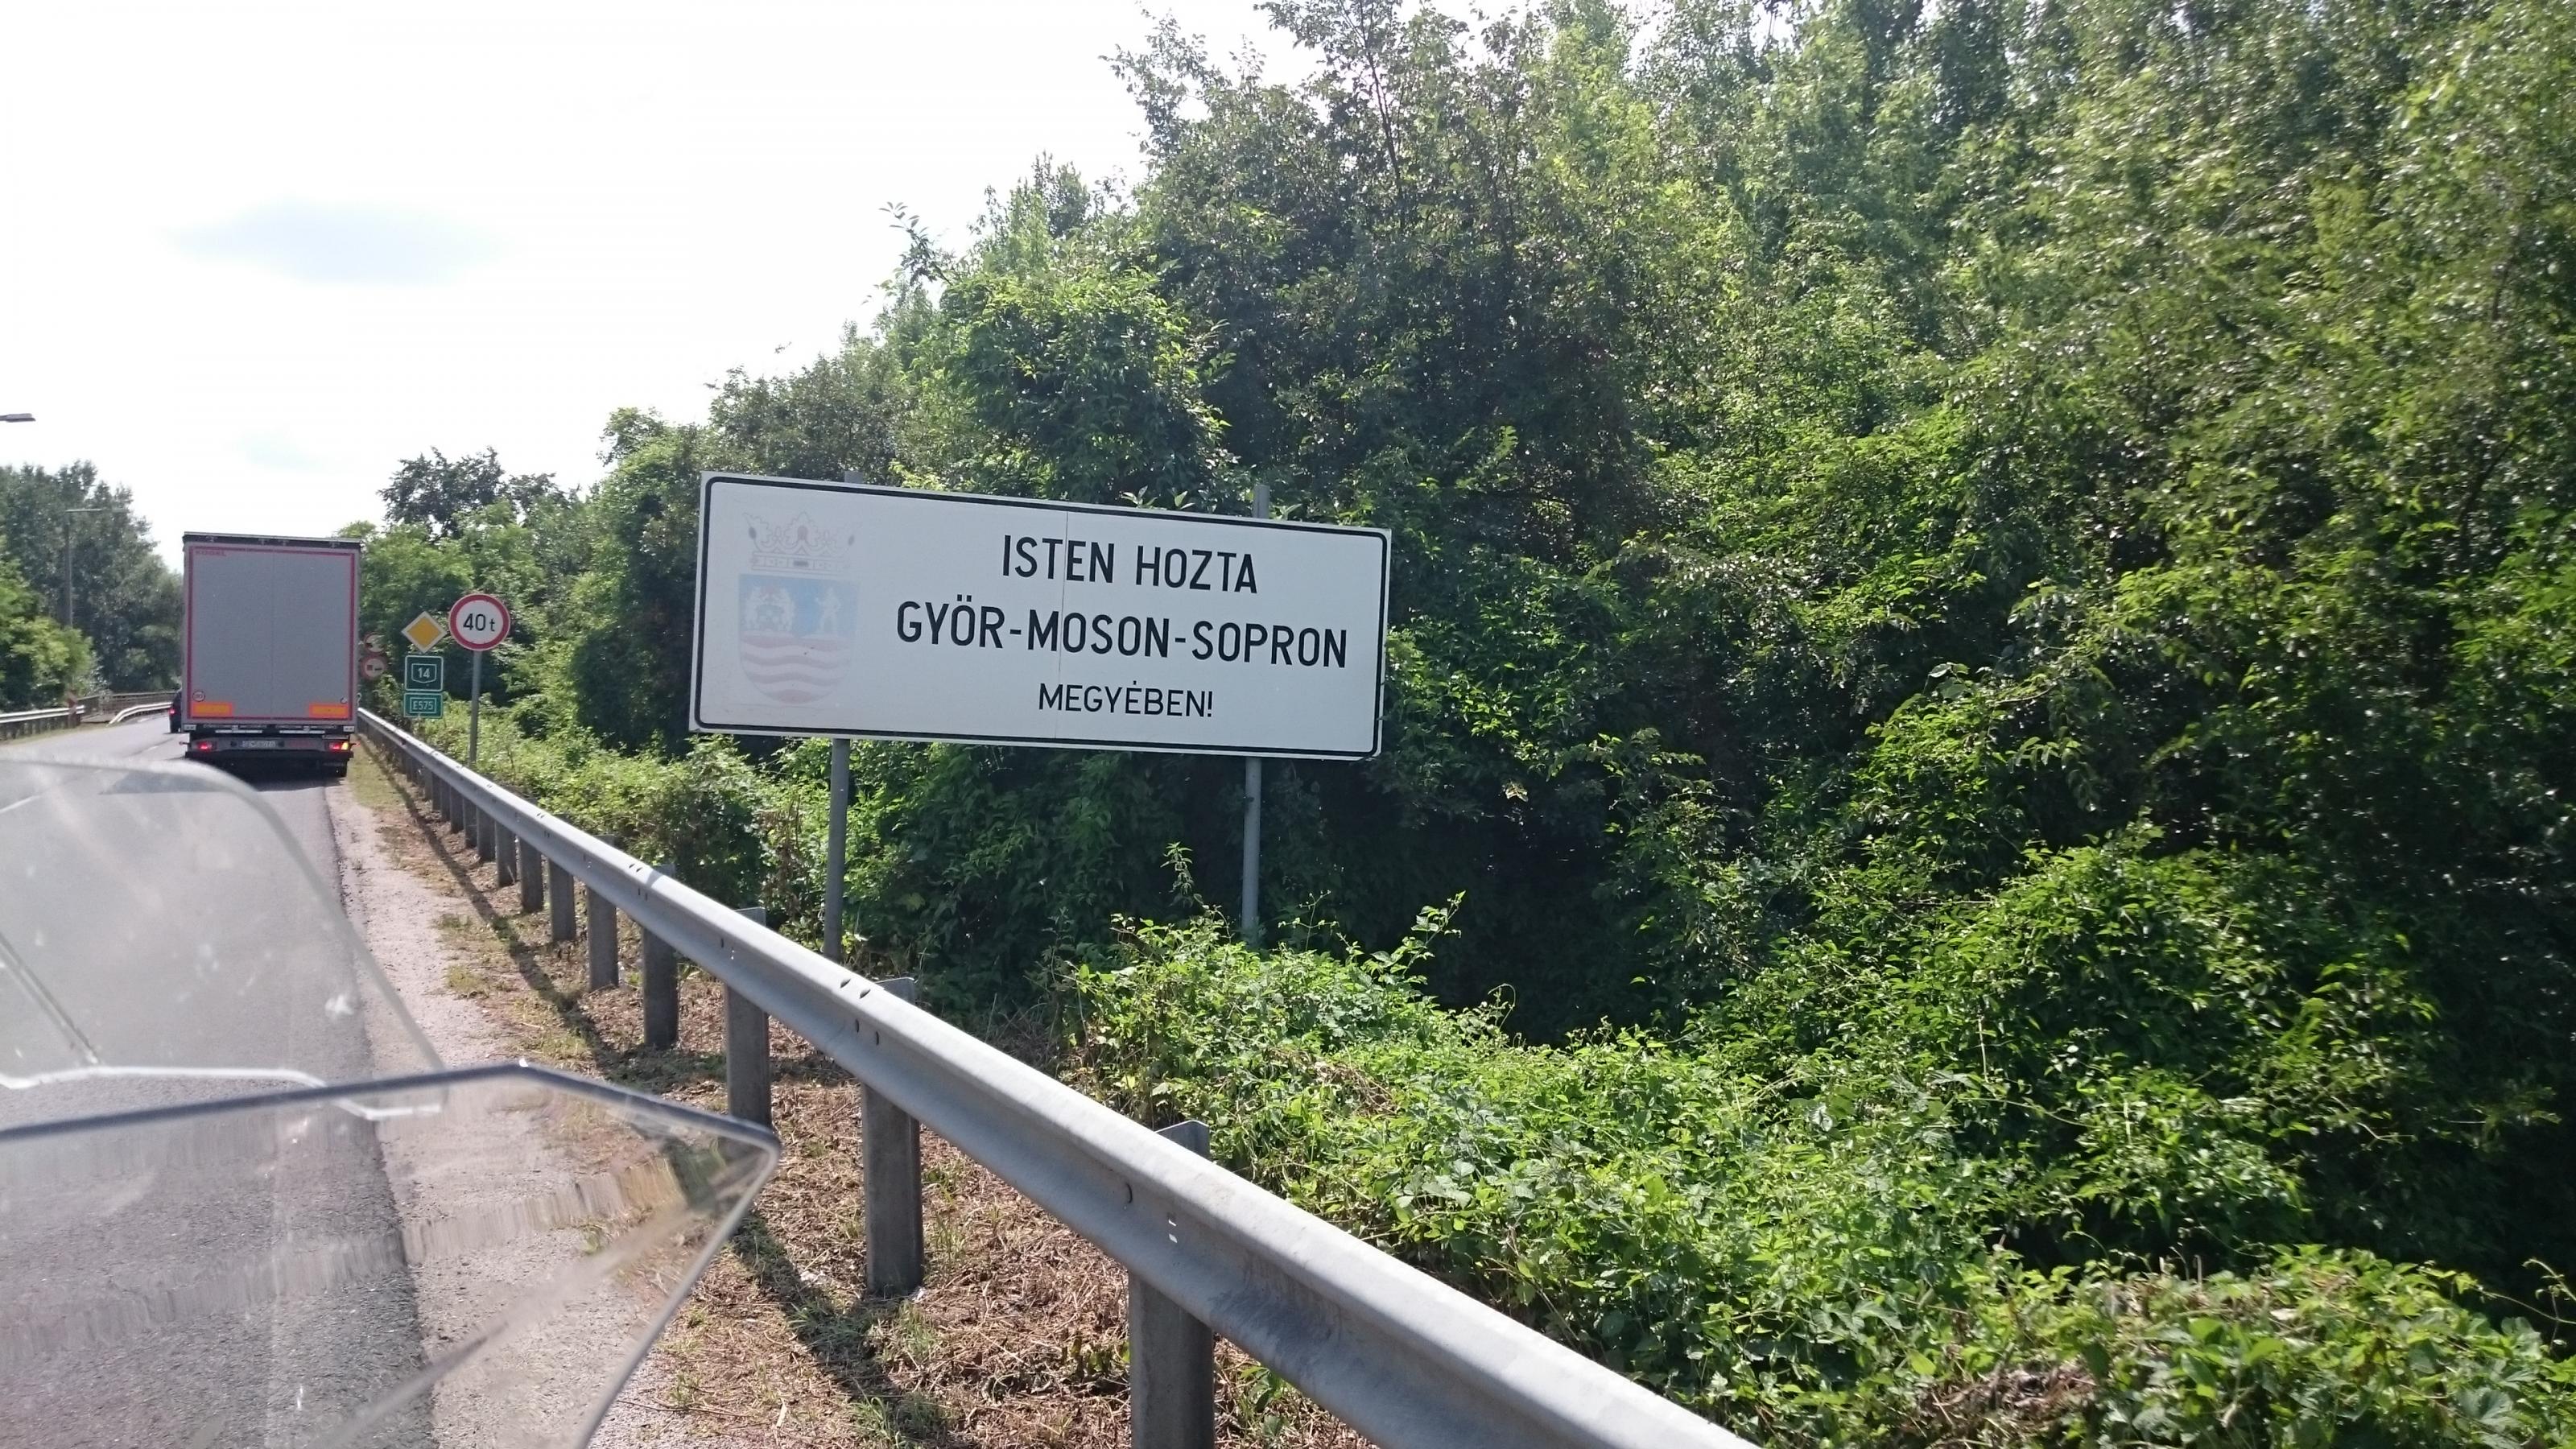 ISTEN HOZTA
GYÖR-MOSON-SOPRON
MEGYÉBEN!
40t
14
E575